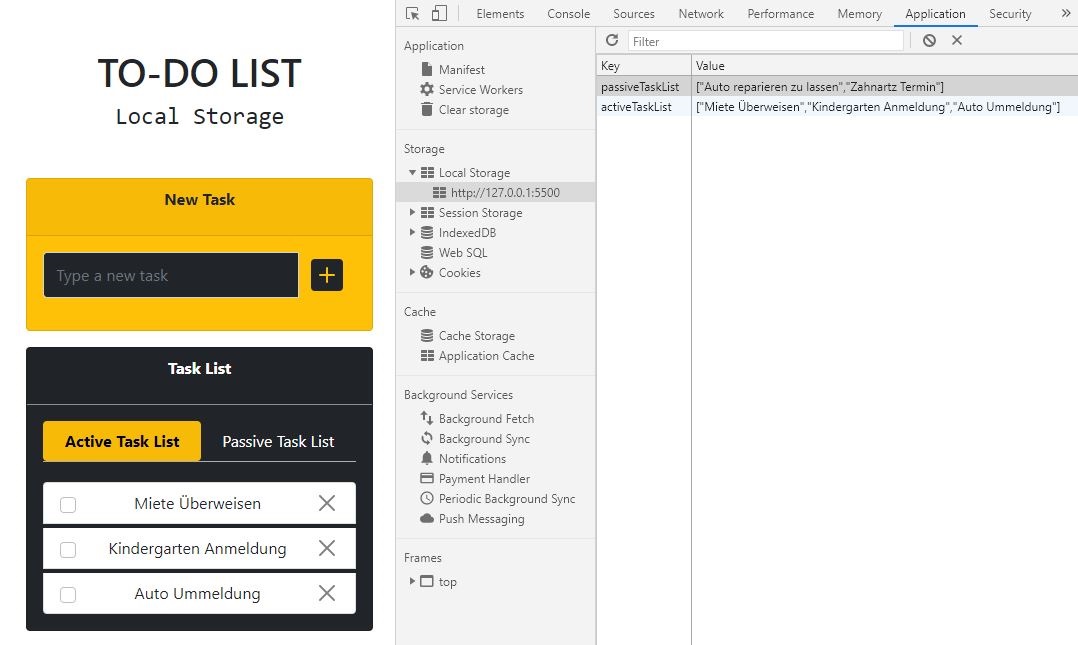 TO-DO LIST
Local Storage
New Task
Type a new task
Task List
Active Task List Passive Task List
Miete Überweisen
Kindergarten Anmeldung
Auto Ummeldung
Elements Console Sources Network Performance Memory Application Security »
Application
Manifest
Service Workers
Clear storage
Storage
Local Storage
http://127.0.0.1:5500
Session Storage
IndexedDB
Web SQL
Cookies
Cache
Cache Storage
Application Cache
Background Services
Background Fetch
Background Sync
Notifications
Payment Handler
Periodic Background Sync
Push Messaging
Frames
top
Filter
Key Value
passiveTaskList ["Auto reparieren zu lassen","Zahnartz Termin"]
activeTaskList ["Miete Überweisen","Kindergarten Anmeldung","Auto Ummeldung"]